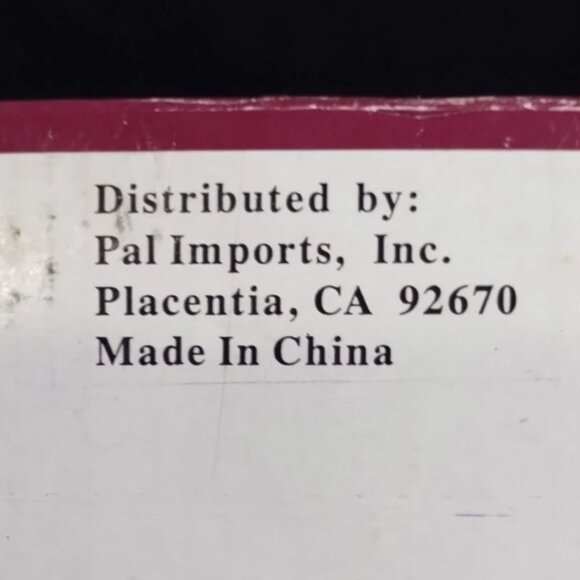 Distributed by:
Pal Imports, Inc.
Placentia, CA 92670
Made In China